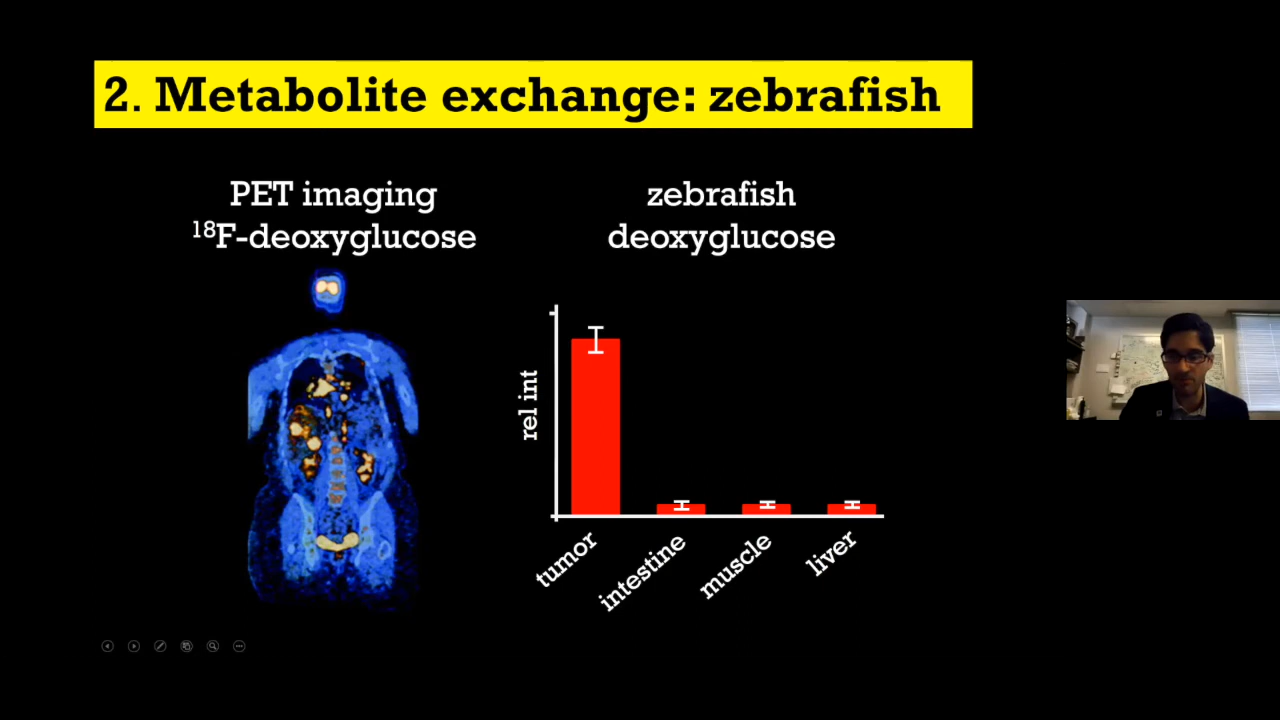 2. Metabolite exchange: zebrafish
PET imaging
¹⁸F-deoxyglucose
zebrafish
deoxyglucose
rel int
tumor
intestine
muscle
liver